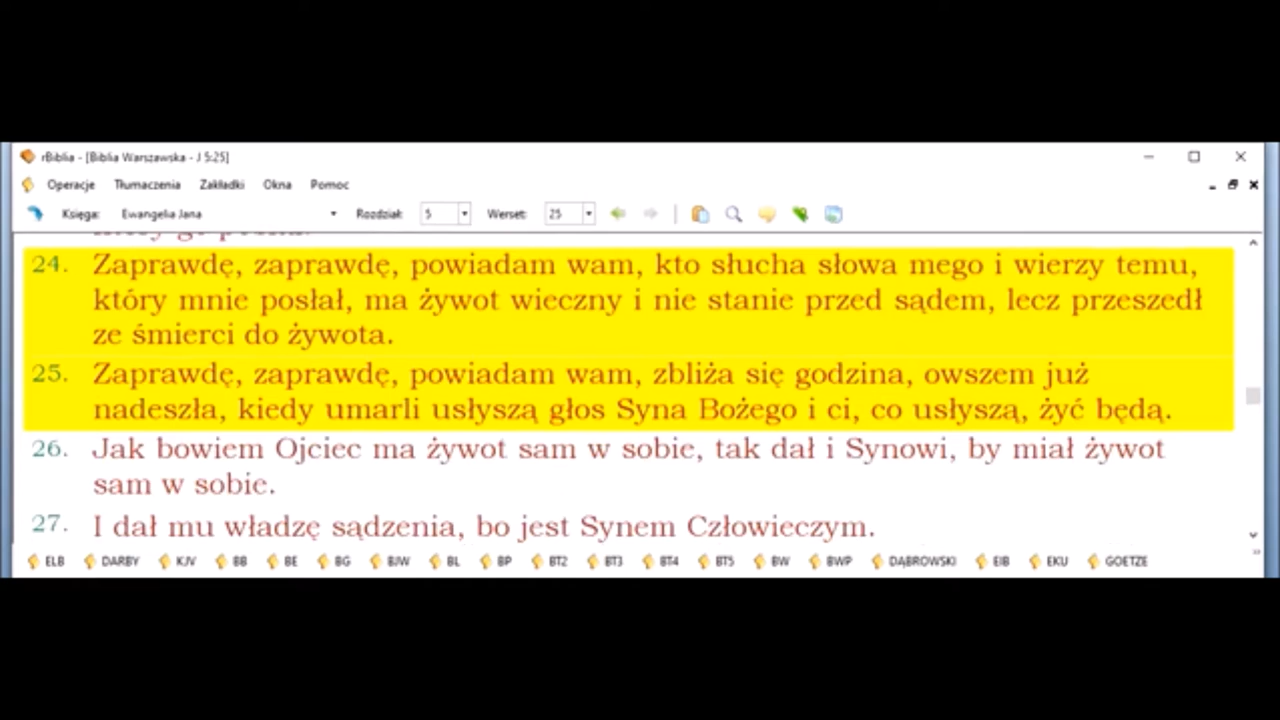 rBiblia - [Biblia Warszawska - J 5:25]
Operacje Tłumaczenia Zakładki Okna Pomoc
Księga: Ewangelia Jana Rozdział: 5 Werset: 25
24. Zaprawdę, zaprawdę, powiadam wam, kto słucha słowa mego i wierzy temu,
który mnie posłał, ma żywot wieczny i nie stanie przed sądem, lecz przeszedł
ze śmierci do żywota.
25. Zaprawdę, zaprawdę, powiadam wam, zbliża się godzina, owszem już
nadeszła, kiedy umarli usłyszą głos Syna Bożego i ci, co usłyszą, żyć będą.
26. Jak bowiem Ojciec ma żywot sam w sobie, tak dał i Synowi, by miał żywot
sam w sobie.
27. I dał mu władzę sądzenia, bo jest Synem Człowieczym.
ELB DARBY KJV BB BE BG BJW BL BP BT2 BT3 BT4 BT5 BW BWP DĄBROWSKI EIB EKU GOETZE